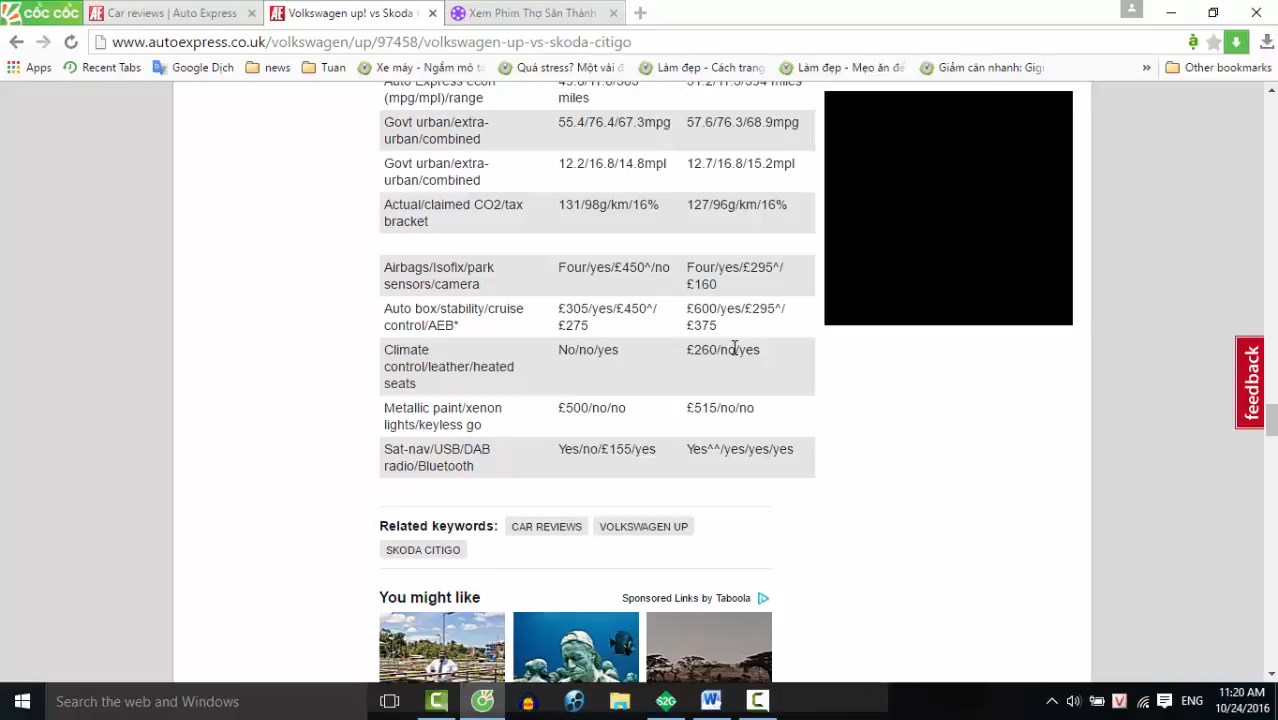 cốc cốc
Car reviews | Auto Express
Volkswagen up! vs Skoda (
Xem Phim Thợ Săn Thành
www.autoexpress.co.uk/volkswagen/up/97458/volkswagen-up-vs-skoda-citigo
Apps Recent Tabs Google Dịch news Tuan Xe máy - Ngắm mô tô Quá stress? Một vài đ Làm đẹp - Cách trang Làm đẹp - Mẹo ăn để Giảm cân nhanh: Gigi » Other bookmarks
(mpg/mpl)/range miles
Govt urban/extra- 55.4/76.4/67.3mpg 57.6/76.3/68.9mpg
urban/combined
Govt urban/extra- 12.2/16.8/14.8mpl 12.7/16.8/15.2mpl
urban/combined
Actual/claimed CO2/tax 131/98g/km/16% 127/96g/km/16%
bracket
Airbags/Isofix/park Four/yes/£450^/no Four/yes/£295^/
sensors/camera £160
Auto box/stability/cruise £305/yes/£450^/ £600/yes/£295^/
control/AEB* £275 £375
Climate No/no/yes £260/no/yes
control/leather/heated
seats
Metallic paint/xenon £500/no/no £515/no/no
lights/keyless go
Sat-nav/USB/DAB Yes/no/£155/yes Yes^^/yes/yes/yes
radio/Bluetooth
Related keywords: CAR REVIEWS VOLKSWAGEN UP
SKODA CITIGO
You might like Sponsored Links by Taboola
feedback
Search the web and Windows
S2G
ENG
11:20 AM
10/24/2016